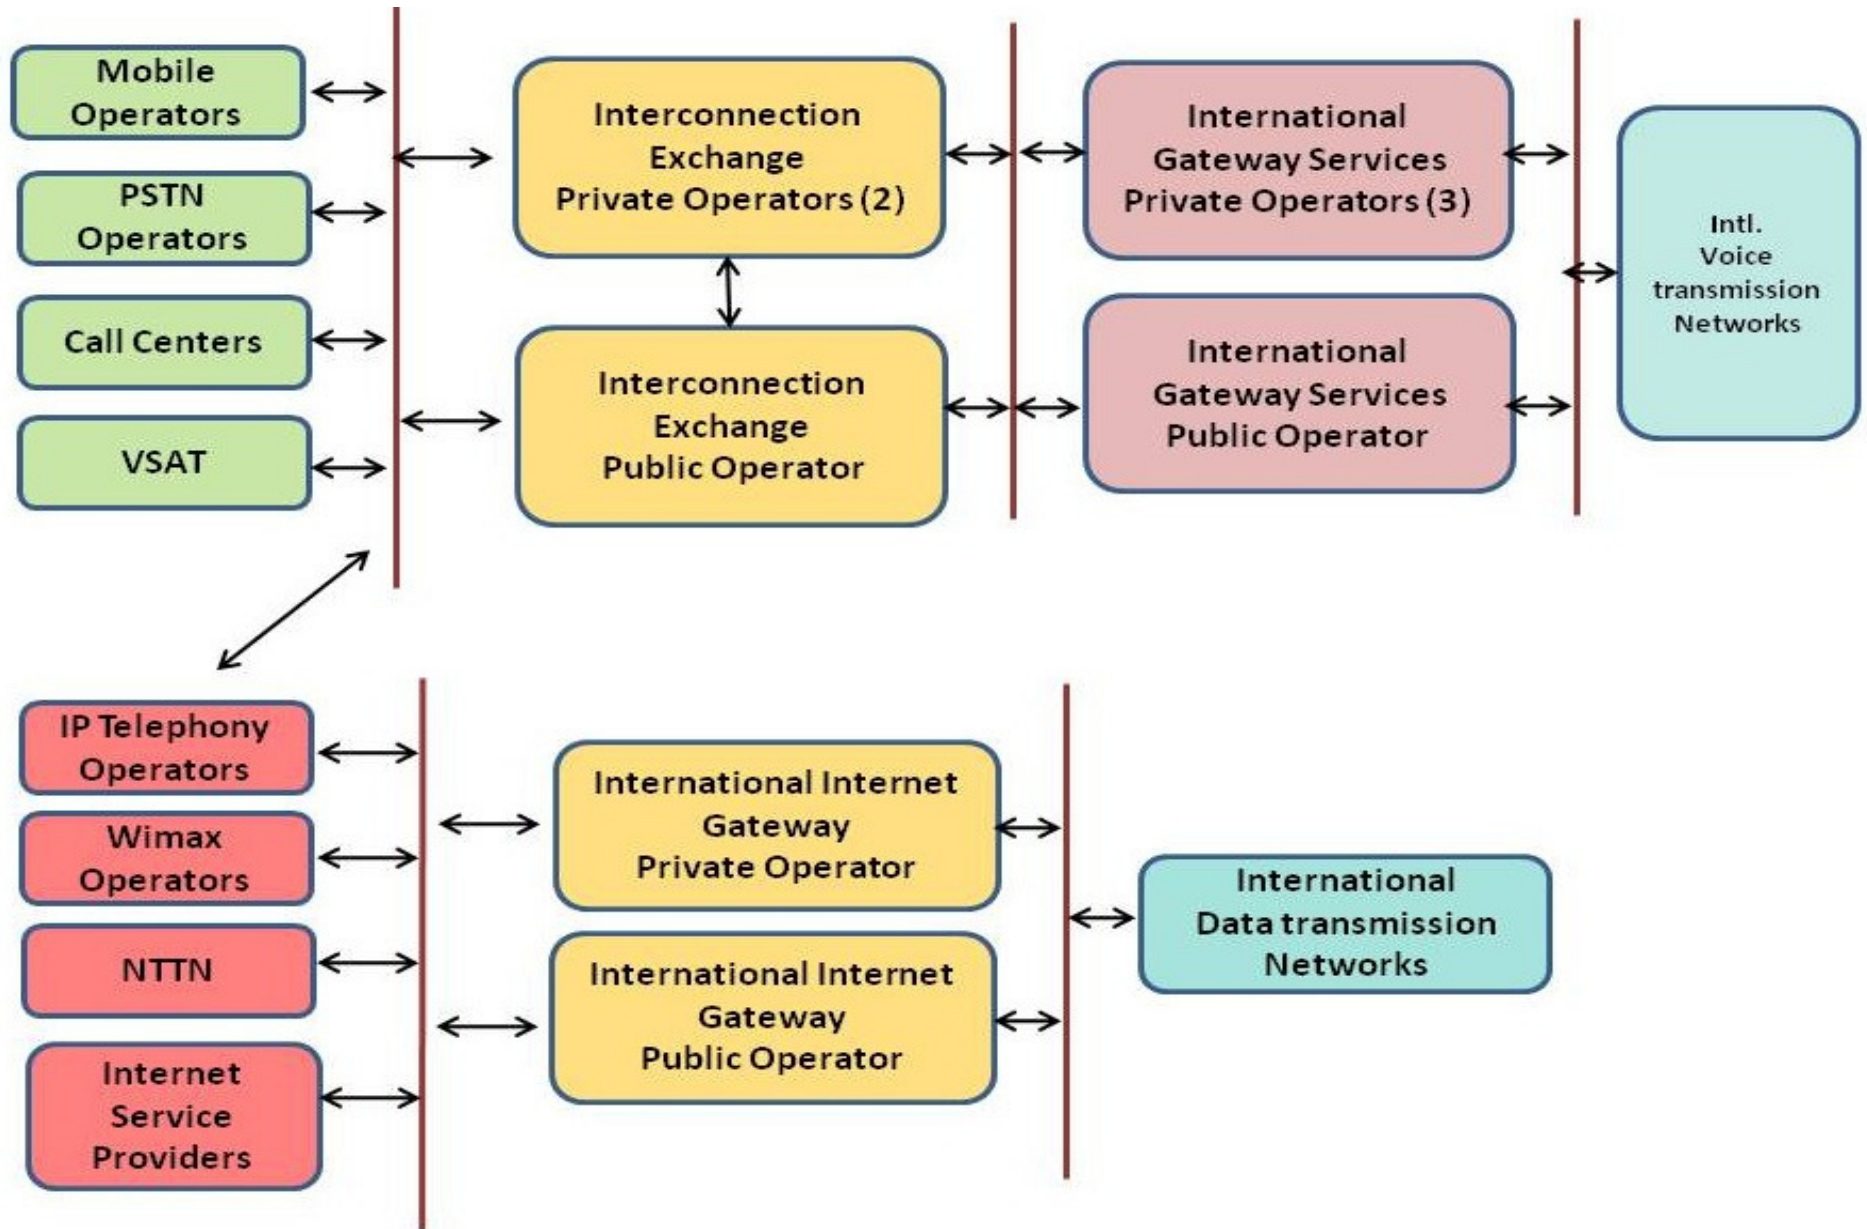 Mobile
Operators
PSTN
Operators
Call Centers
VSAT
Interconnection
Exchange
Private Operators (2)
Interconnection
Exchange
Public Operator
International
Gateway Services
Private Operators (3)
International
Gateway Services
Public Operator
Intl.
Voice
transmission
Networks
IP Telephony
Operators
Wimax
Operators
NTTN
Internet
Service
Providers
International Internet
Gateway
Private Operator
International Internet
Gateway
Public Operator
International
Data transmission
Networks